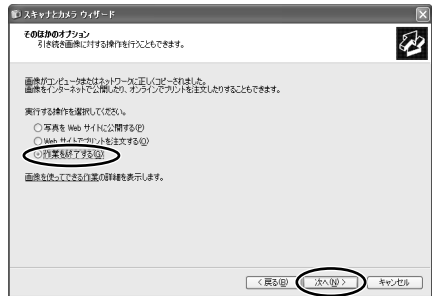 スキャナとカメラ ウィザード
そのほかのオプション
引き続き画像に対する操作を行うこともできます。
画像がコンピュータまたはネットワークに正しくコピーされました。
画像をインターネットで公開したり、オンラインでプリントを注文したりすることもできます。
実行する操作を選択してください。
写真を Web サイトに公開する(P)
Web サイトでプリントを注文する(O)
作業を終了する(G)
画像を使ってできる作業の詳細を表示します。
< 戻る(B) 次へ(N) > キャンセル